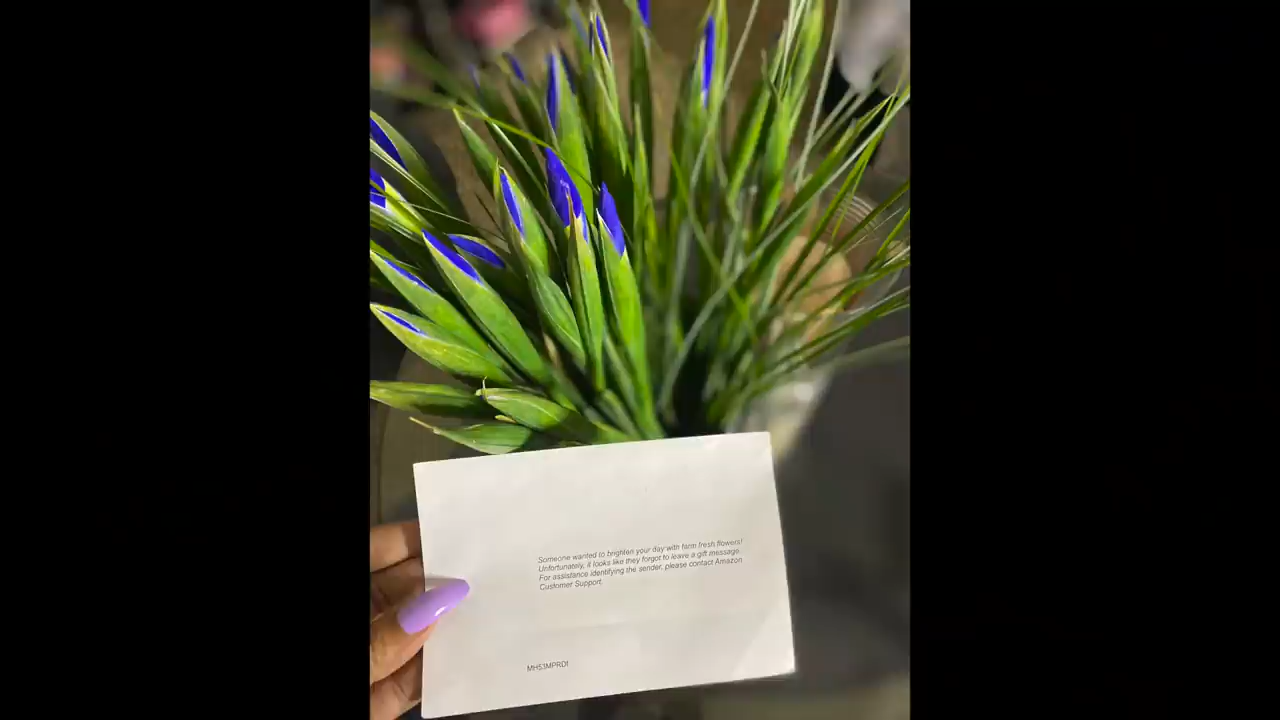 Someone wanted to brighten your day with farm fresh flowers!
Unfortunately, it looks like they forgot to leave a gift message.
For assistance identifying the sender, please contact Amazon
Customer Support.